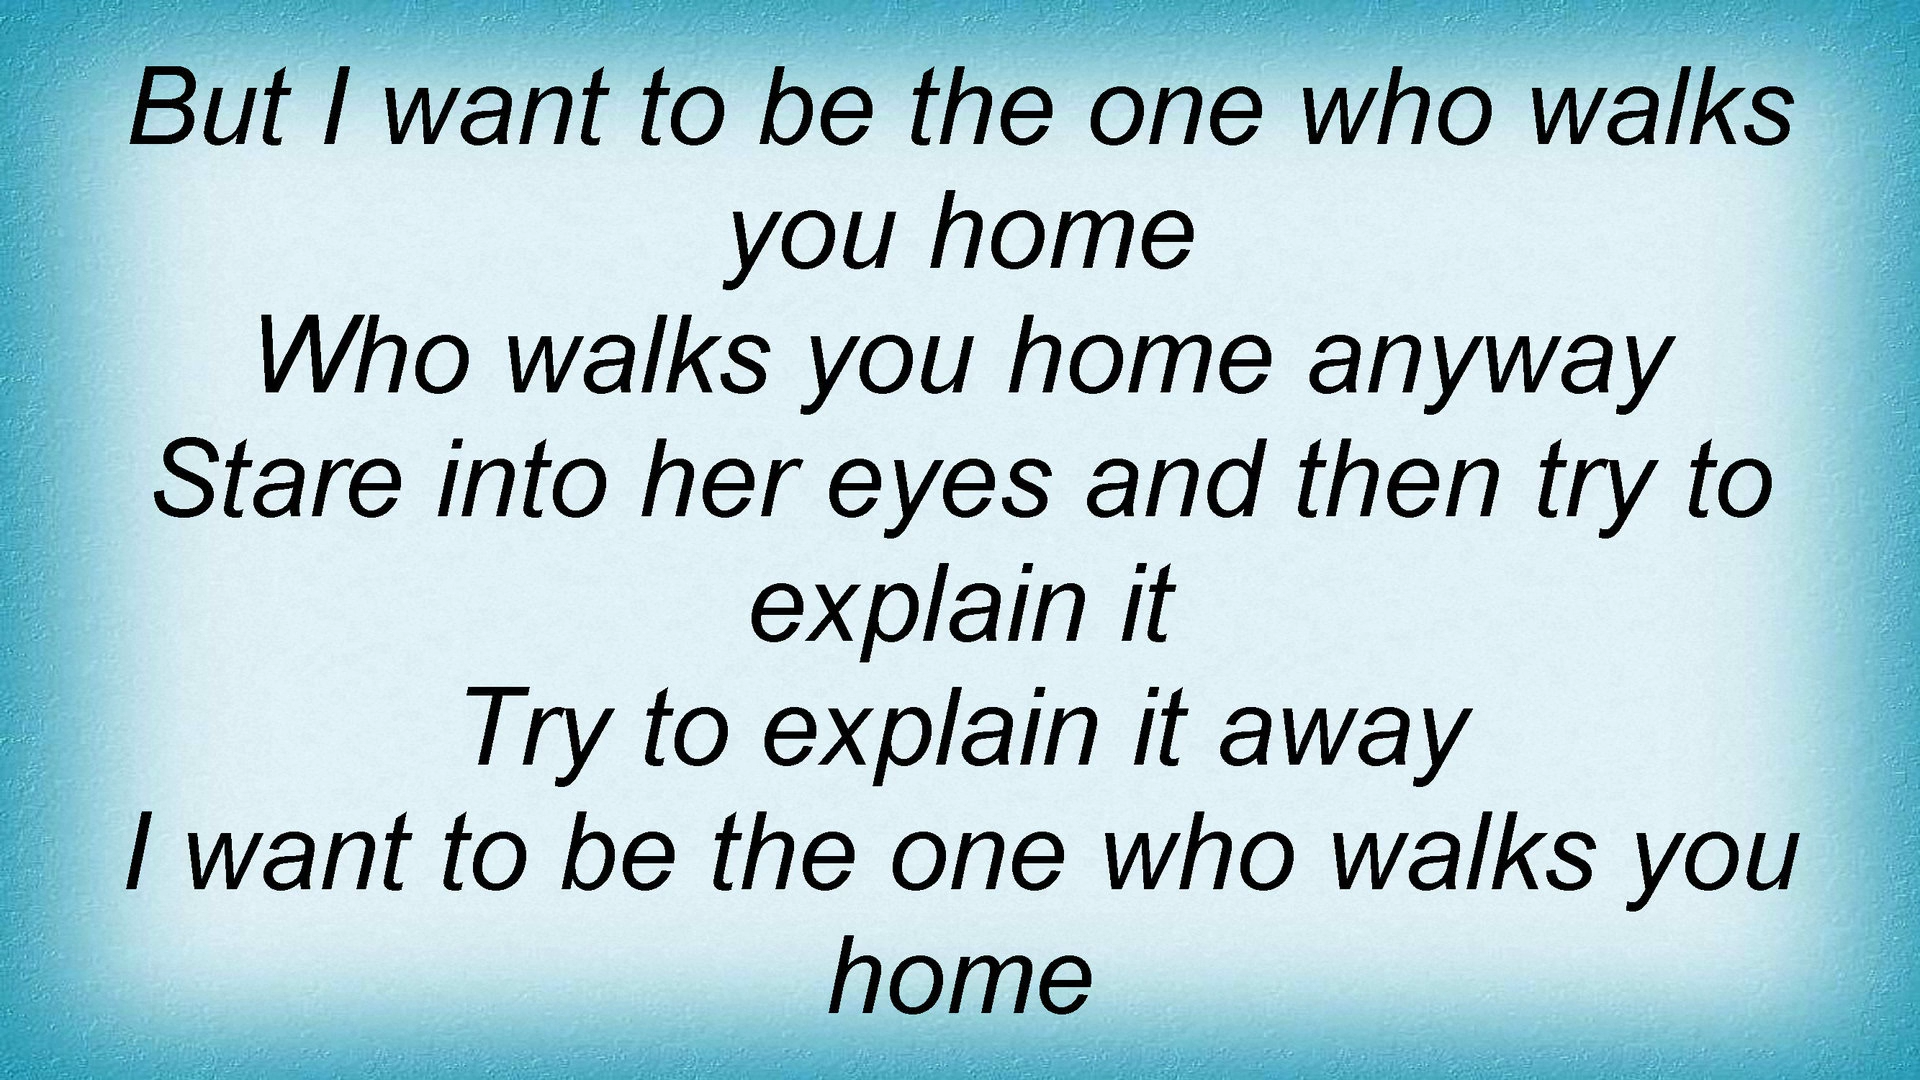 But I want to be the one who walks
you home
Who walks you home anyway
Stare into her eyes and then try to
explain it
Try to explain it away
I want to be the one who walks you
home